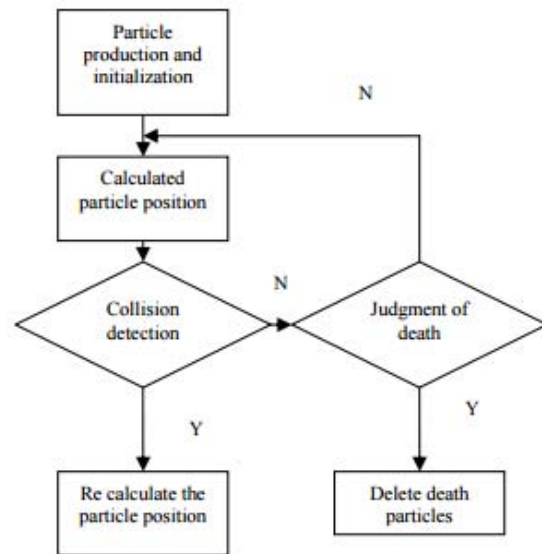 Particle
production and
initialization
N
Calculated
particle position
Collision
detection
N
Judgment of
death
Y
Y
Re calculate the
particle position
Delete death
particles